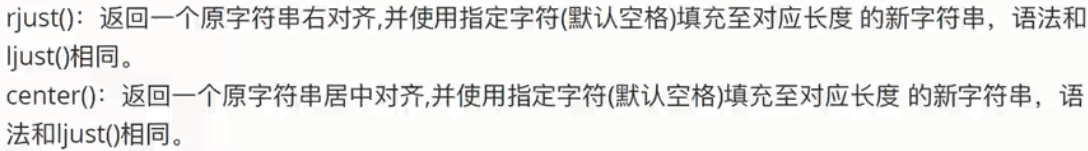 rjust()：返回一个原字符串右对齐,并使用指定字符(默认空格)填充至对应长度 的新字符串，语法和
ljust()相同。
center()：返回一个原字符串居中对齐,并使用指定字符(默认空格)填充至对应长度 的新字符串，语
法和ljust()相同。